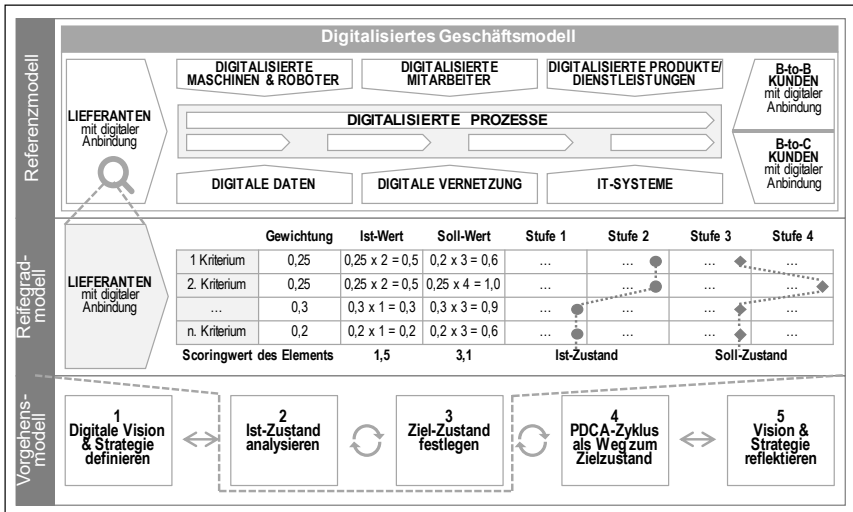 Referenzmodell
Digitalisiertes Geschäftsmodell
LIEFERANTEN
mit digitaler
Anbindung
DIGITALISIERTE
MASCHINEN & ROBOTER
DIGITALISIERTE
MITARBEITER
DIGITALISIERTE PRODUKTE/
DIENSTLEISTUNGEN
DIGITALISIERTE PROZESSE
DIGITALE DATEN
DIGITALE VERNETZUNG
IT-SYSTEME
B-to-B
KUNDEN
mit digitaler
Anbindung
B-to-C
KUNDEN
mit digitaler
Anbindung
Reifegrad-
modell
LIEFERANTEN
mit digitaler
Anbindung
Gewichtung Ist-Wert Soll-Wert Stufe 1 Stufe 2 Stufe 3 Stufe 4
1 Kriterium 0,25 0,25 x 2 = 0,5 0,2 x 3 = 0,6 ... ... ... ...
2. Kriterium 0,25 0,25 x 2 = 0,5 0,25 x 4 = 1,0 ... ... ... ...
... 0,3 0,3 x 1 = 0,3 0,3 x 3 = 0,9 ... ... ... ...
n. Kriterium 0,2 0,2 x 1 = 0,2 0,2 x 3 = 0,6 ... ... ... ...
Scoringwert des Elements 1,5 3,1 Ist-Zustand Soll-Zustand
Vorgehens-
modell
1
Digitale Vision
& Strategie
definieren
2
Ist-Zustand
analysieren
3
Ziel-Zustand
festlegen
4
PDCA-Zyklus
als Weg zum
Zielzustand
5
Vision &
Strategie
reflektieren